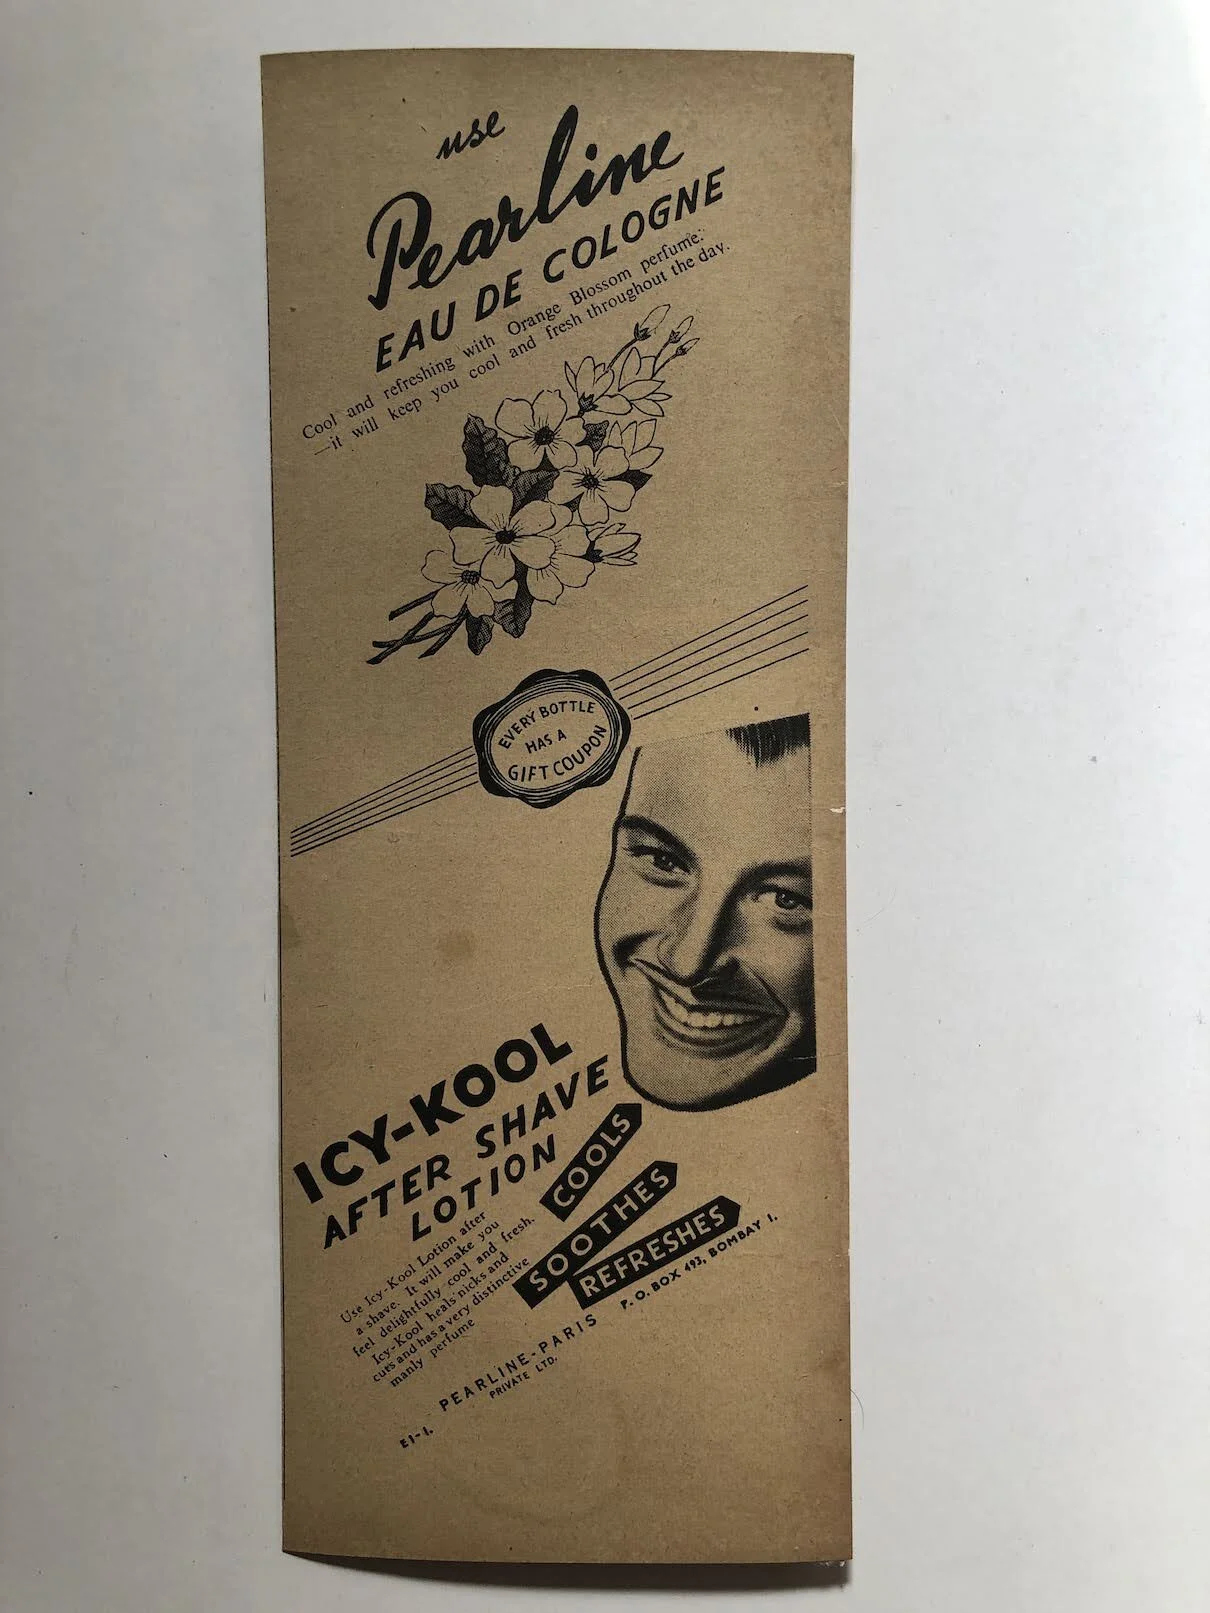 use
Pearline
EAU DE COLOGNE
Cool and refreshing with Orange Blossom perfume:
—it will keep you cool and fresh throughout the day.
EVERY BOTTLE
HAS A
GIFT COUPON
ICY-KOOL
AFTER SHAVE
LOTION
Use Icy-Kool Lotion after
a shave. It will make you
feel delightfully cool and fresh.
Icy-Kool heals nicks and
cuts and has a very distinctive
manly perfume
COOLS
SOOTHES
REFRESHES
PEARLINE-PARIS
PRIVATE LTD.
P. O. BOX 493, BOMBAY 1.
EI-1.